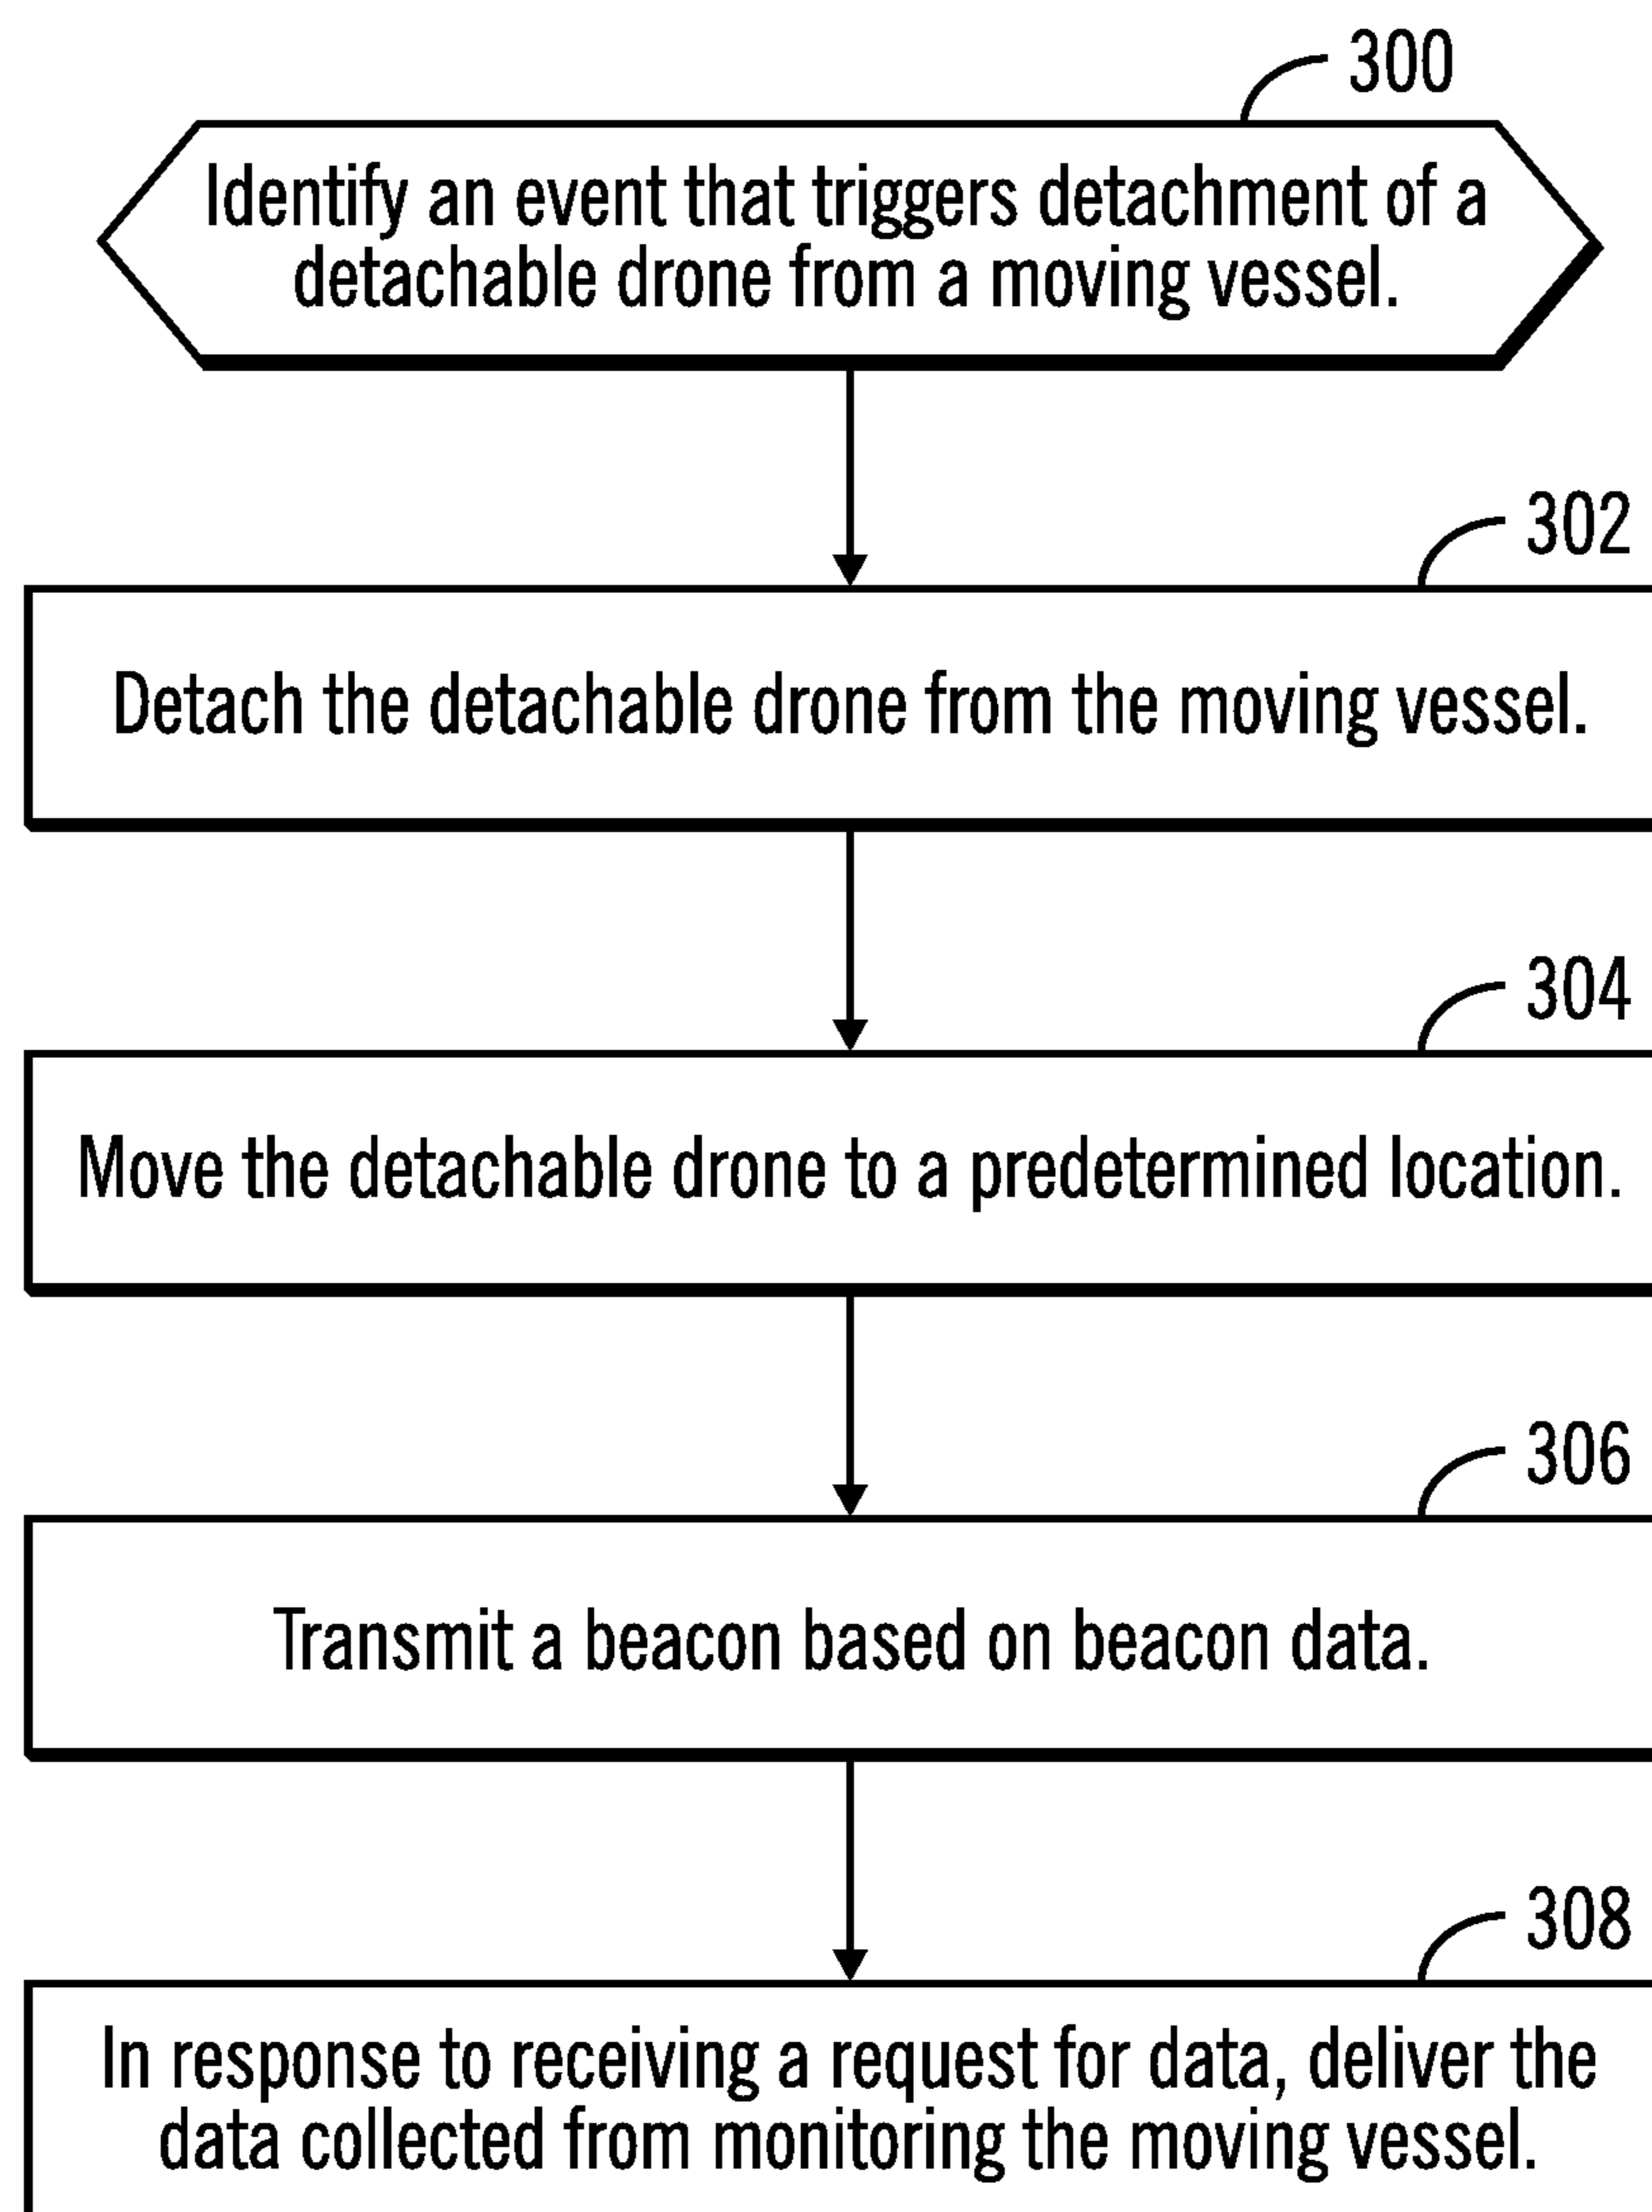 300
Identify an event that triggers detachment of a
detachable drone from a moving vessel.
302
Detach the detachable drone from the moving vessel.
304
Move the detachable drone to a predetermined location.
306
Transmit a beacon based on beacon data.
308
In response to receiving a request for data, deliver the
data collected from monitoring the moving vessel.